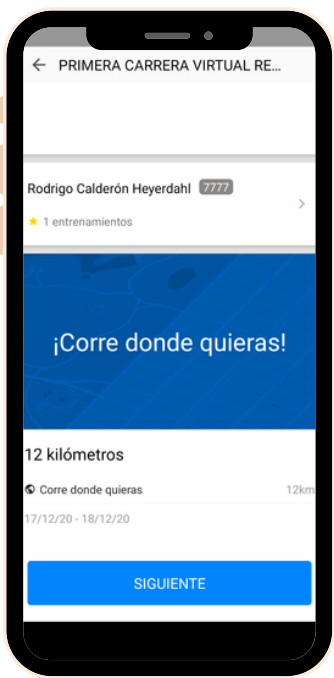 PRIMERA CARRERA VIRTUAL RE...
Rodrigo Calderón Heyerdahl 7777
1 entrenamientos
¡Corre donde quieras!
12 kilómetros
Corre donde quieras 12km
17/12/20 - 18/12/20
SIGUIENTE